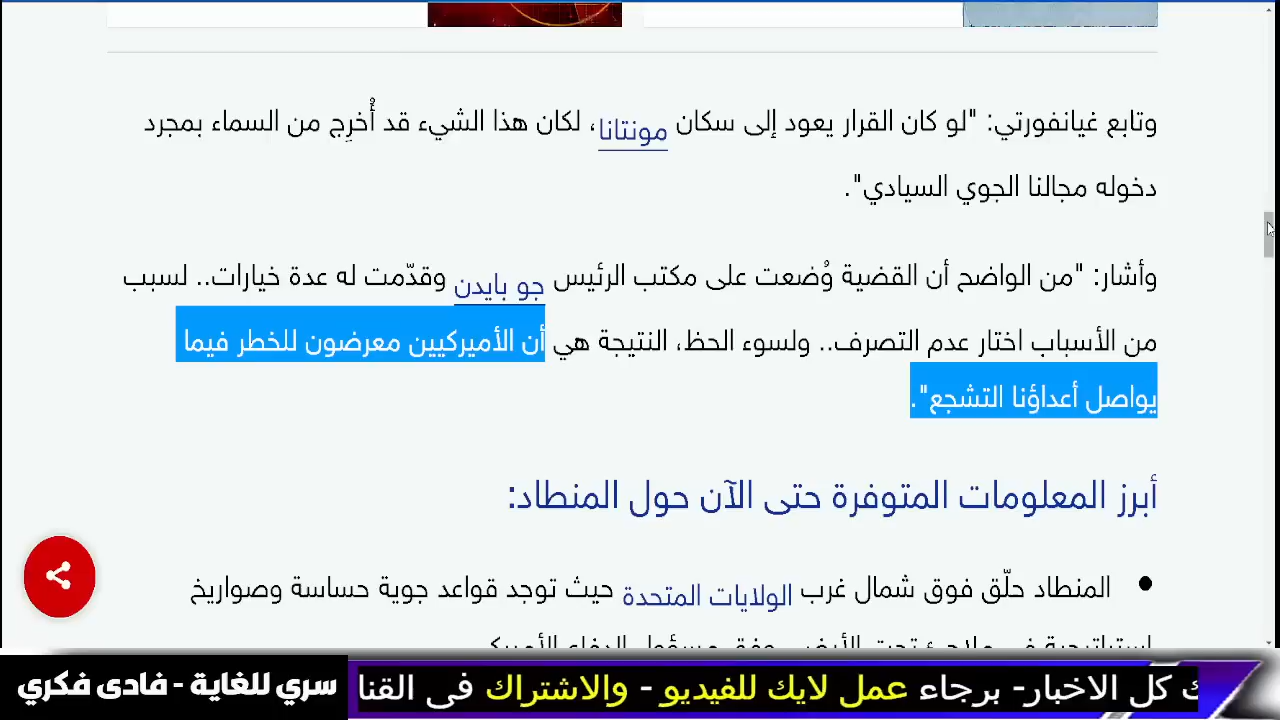 وتابع غيانفورتي: "لو كان القرار يعود إلى سكان مونتانا، لكان هذا الشيء قد أُخرِج من السماء بمجرد
دخوله مجالنا الجوي السيادي".
وأشار: "من الواضح أن القضية وُضعت على مكتب الرئيس جو بايدن وقدّمت له عدة خيارات.. لسبب
من الأسباب اختار عدم التصرف.. ولسوء الحظ، النتيجة هي أن الأميركيين معرضون للخطر فيما
يواصل أعداؤنا التشجع".
أبرز المعلومات المتوفرة حتى الآن حول المنطاد:
المنطاد حلّق فوق شمال غرب الولايات المتحدة حيث توجد قواعد جوية حساسة وصواريخ
ك كل الاخبار- برجاء عمل لايك للفيديو - والاشتراك فى القنا
سري للغاية - فادى فكري